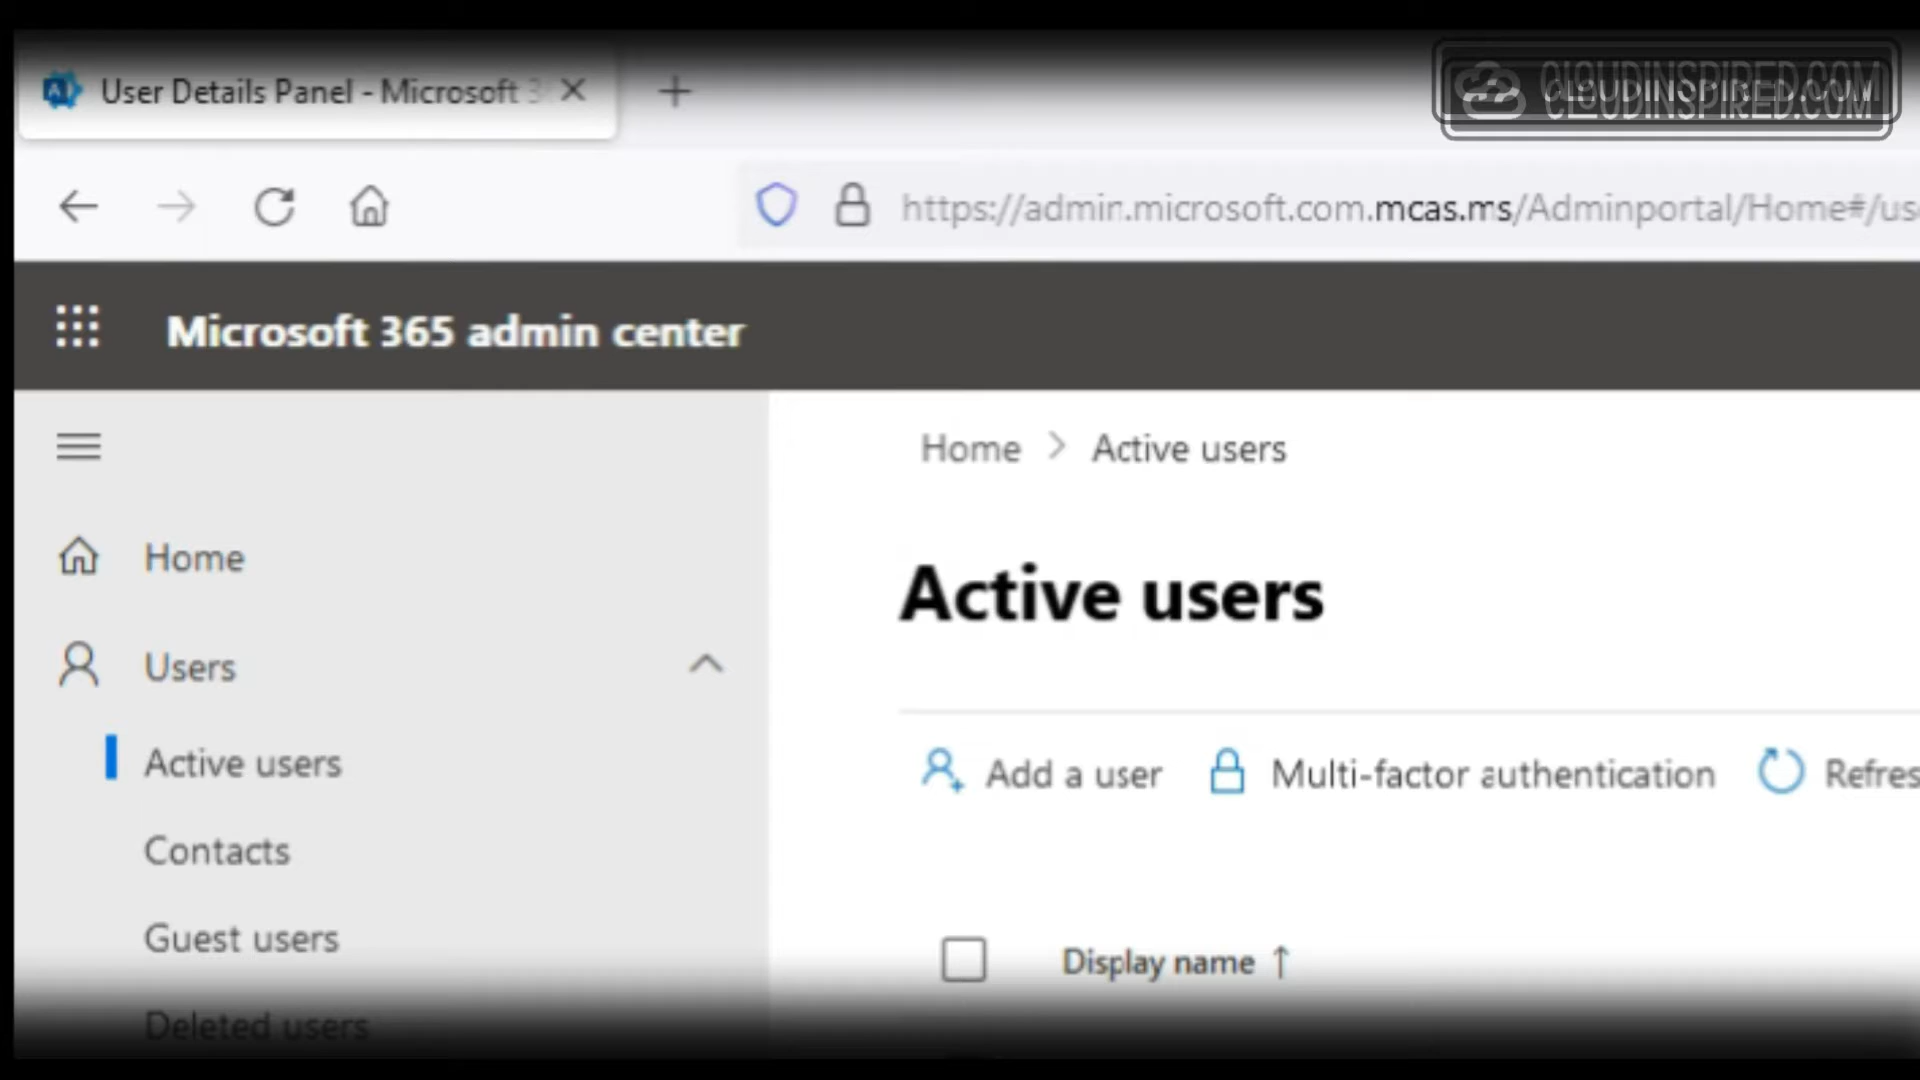 User Details Panel - Microsoft 3
CLOUDINSPIRED.COM
https://admin.microsoft.com.mcas.ms/Adminportal/Home#/us
Microsoft 365 admin center
Home > Active users
Home
Active users
Users
Active users
Add a user
Multi-factor authentication
Refres
Contacts
Guest users
Display name ↑
Deleted users